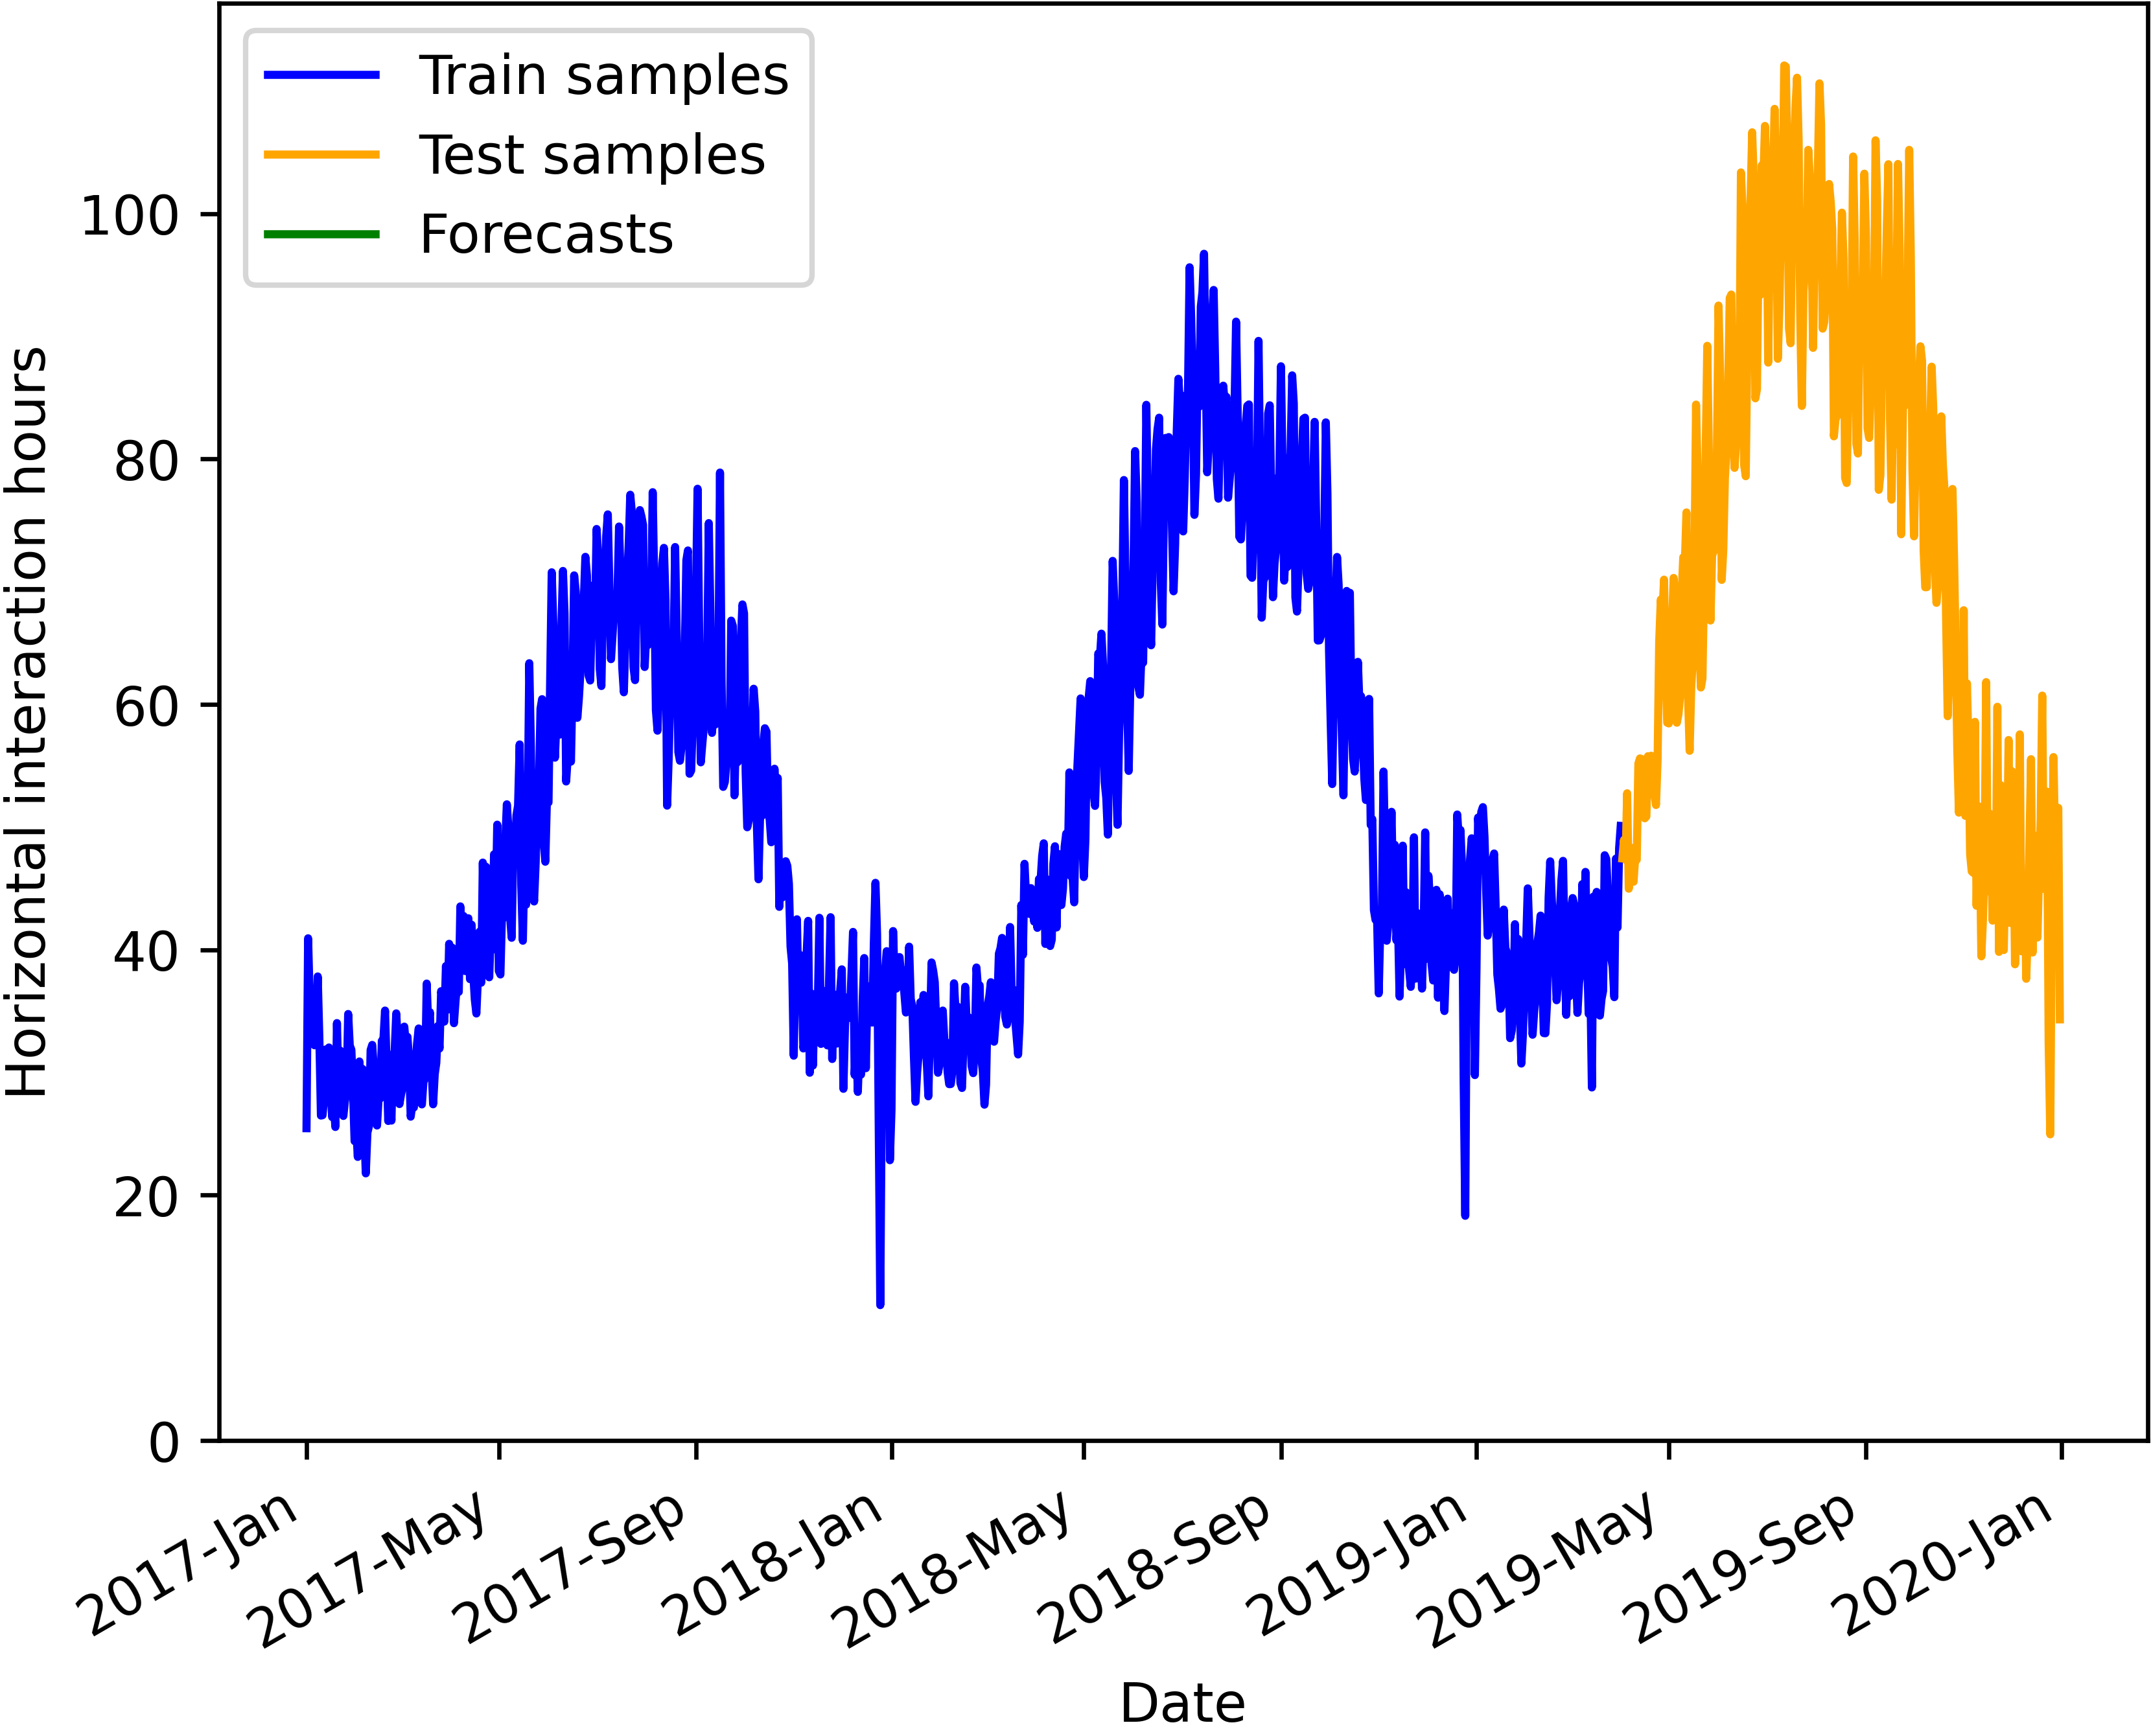 Train samples
Test samples
Forecasts
Horizontal interaction hours
100
80
60
40
20
0
2017-Jan
2017-May
2017-Sep
2018-Jan
2018-May
2018-Sep
2019-Jan
2019-May
2019-Sep
2020-Jan
Date